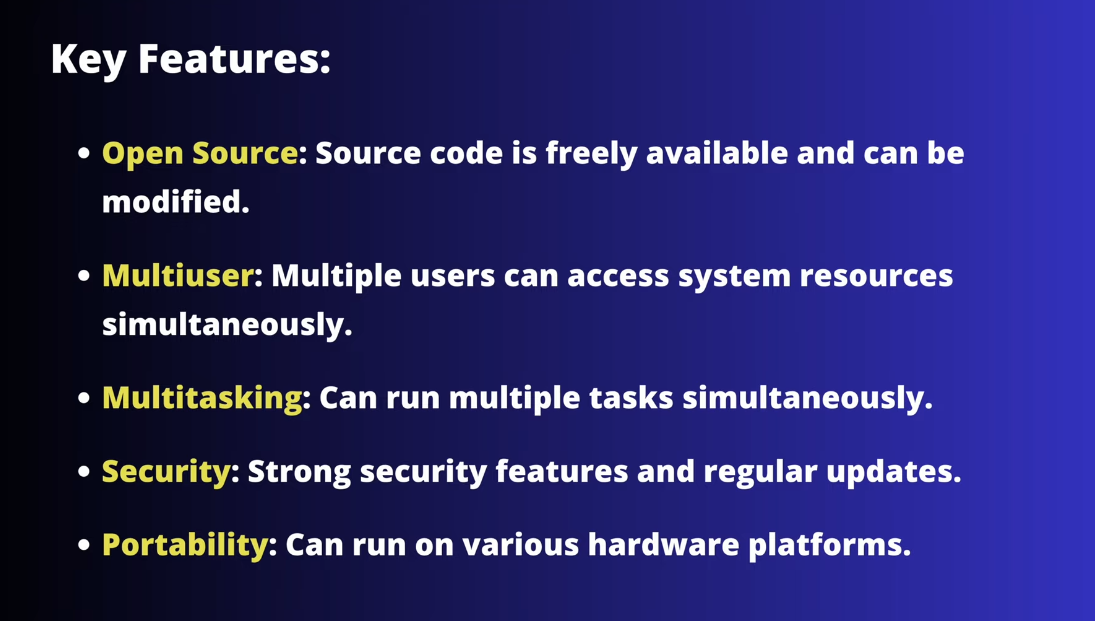 Key Features:
• Open Source: Source code is freely available and can be
modified.
• Multiuser: Multiple users can access system resources
simultaneously.
• Multitasking: Can run multiple tasks simultaneously.
• Security: Strong security features and regular updates.
• Portability: Can run on various hardware platforms.